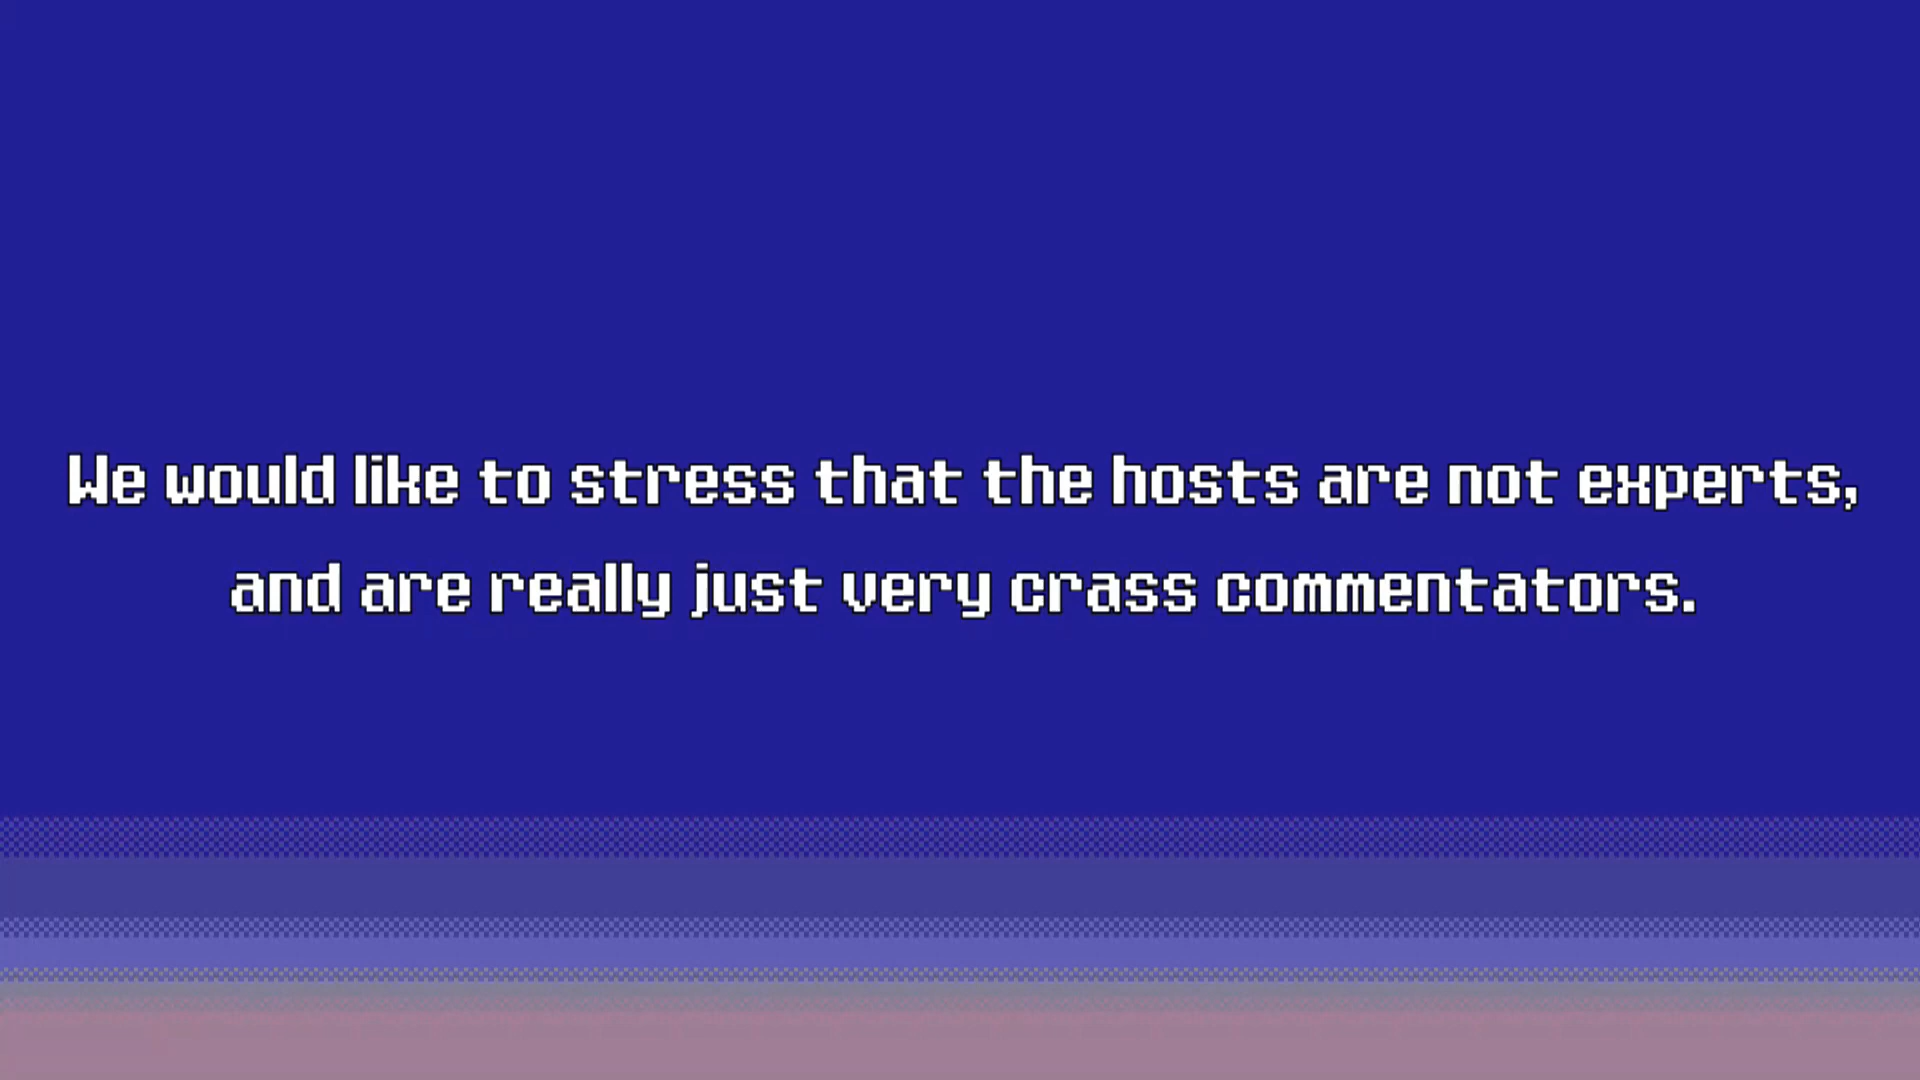 We would like to stress that the hosts are not experts,
and are really just very crass commentators.